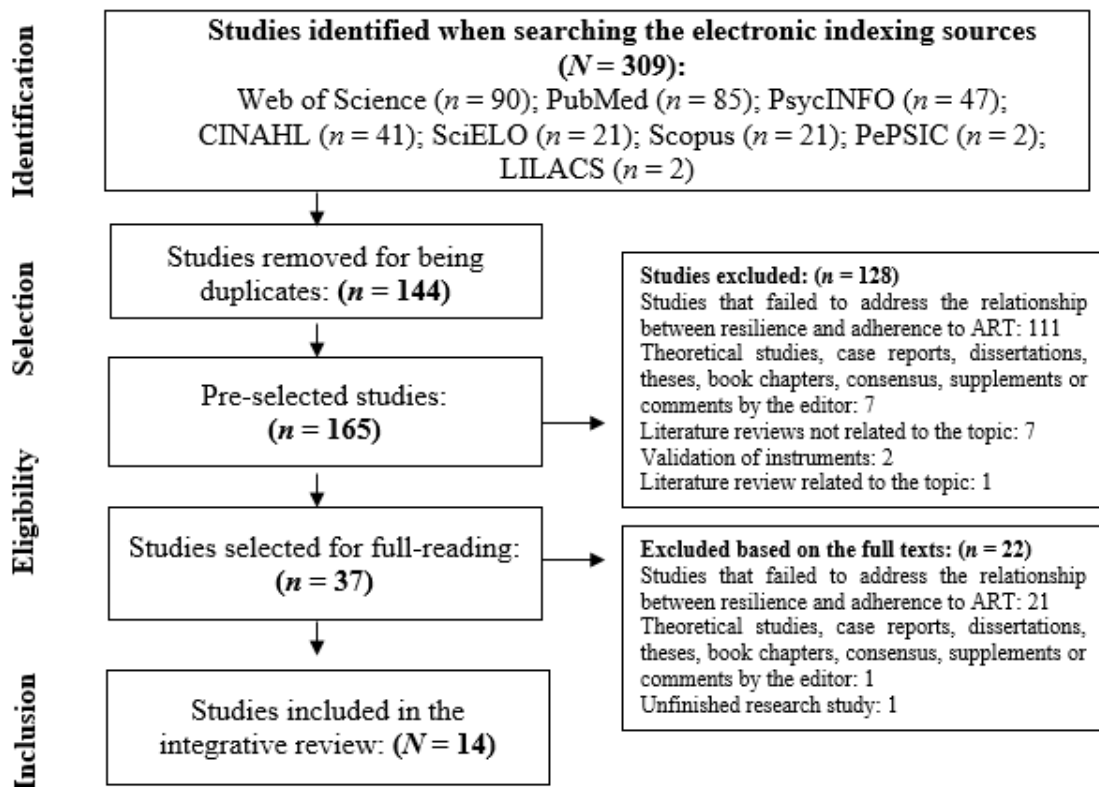 Identification
Studies identified when searching the electronic indexing sources
(N = 309):
Web of Science (n = 90); PubMed (n = 85); PsycINFO (n = 47);
CINAHL (n = 41); SciELO (n = 21); Scopus (n = 21); PePSIC (n = 2);
LILACS (n = 2)
Selection
Studies removed for being
duplicates: (n = 144)
Pre-selected studies:
(n = 165)
Studies excluded: (n = 128)
Studies that failed to address the relationship
between resilience and adherence to ART: 111
Theoretical studies, case reports, dissertations,
theses, book chapters, consensus, supplements or
comments by the editor: 7
Literature reviews not related to the topic: 7
Validation of instruments: 2
Literature review related to the topic: 1
Eligibility
Studies selected for full-reading:
(n = 37)
Excluded based on the full texts: (n = 22)
Studies that failed to address the relationship
between resilience and adherence to ART: 21
Theoretical studies, case reports, dissertations,
theses, book chapters, consensus, supplements or
comments by the editor: 1
Unfinished research study: 1
Inclusion
Studies included in the
integrative review: (N = 14)